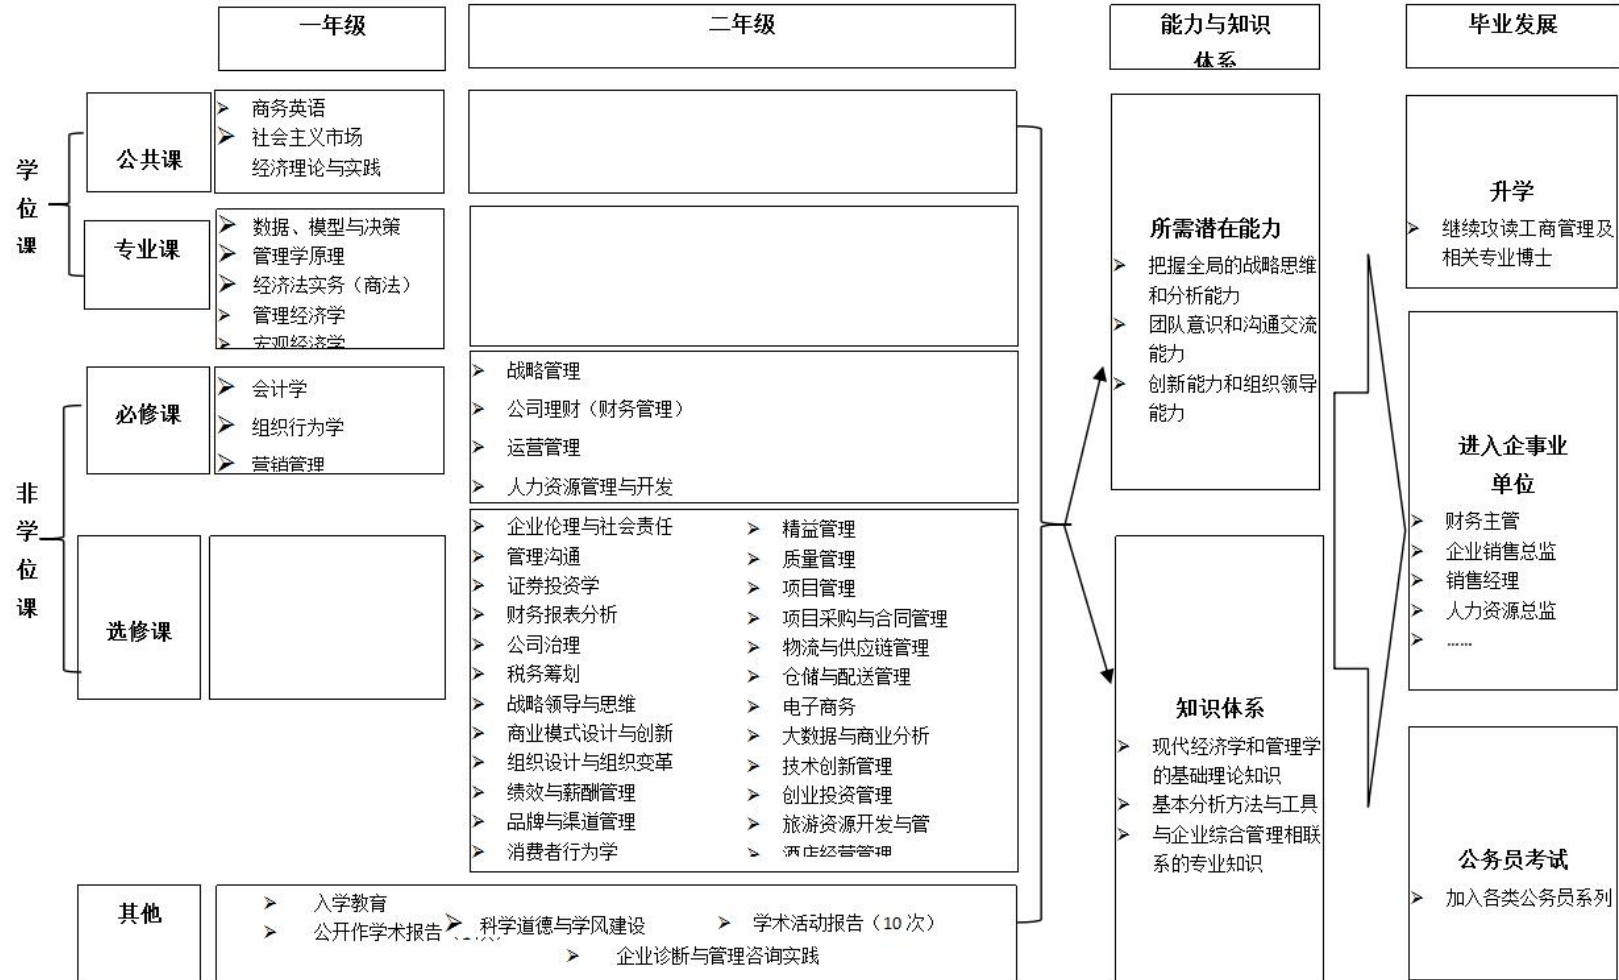 一年级
二年级
能力与知识
体系
毕业发展
学
位
课
公共课
商务英语
社会主义市场
经济理论与实践
专业课
数据、模型与决策
管理学原理
经济法实务（商法）
管理经济学
宏观经济学
非
学
位
课
必修课
会计学
组织行为学
营销管理
战略管理
公司理财（财务管理）
运营管理
人力资源管理与开发
选修课
企业伦理与社会责任
管理沟通
证券投资学
财务报表分析
公司治理
税务筹划
战略领导与思维
商业模式设计与创新
组织设计与组织变革
绩效与薪酬管理
品牌与渠道管理
消费者行为学
精益管理
质量管理
项目管理
项目采购与合同管理
物流与供应链管理
仓储与配送管理
电子商务
大数据与商业分析
技术创新管理
创业投资管理
旅游资源开发与管
酒店经营管理
其他
入学教育
公开作学术报告
科学道德与学风建设
学术活动报告（10 次）
企业诊断与管理咨询实践
所需潜在能力
把握全局的战略思维
和分析能力
团队意识和沟通交流
能力
创新能力和组织领导
能力
知识体系
现代经济学和管理学
的基础理论知识
基本分析方法与工具
与企业综合管理相联
系的专业知识
升学
继续攻读工商管理及
相关专业博士
进入企事业
单位
财务主管
企业销售总监
销售经理
人力资源总监
……
公务员考试
加入各类公务员系列